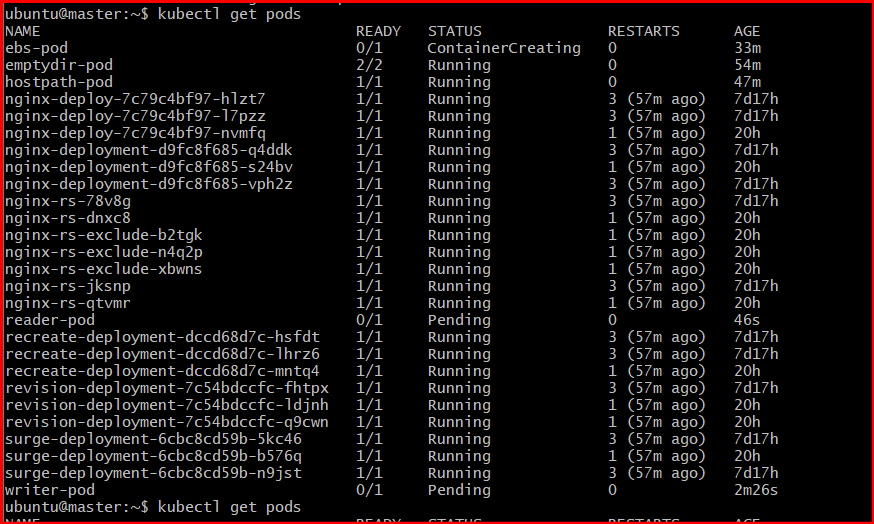 ubuntu@master:~$ kubectl get pods
NAME READY STATUS RESTARTS AGE
ebs-pod 0/1 ContainerCreating 0 33m
emptydir-pod 2/2 Running 0 54m
hostpath-pod 1/1 Running 0 47m
nginx-deploy-7c79c4bf97-hlzt7 1/1 Running 3 (57m ago) 7d17h
nginx-deploy-7c79c4bf97-l7pzz 1/1 Running 3 (57m ago) 7d17h
nginx-deploy-7c79c4bf97-nvmfq 1/1 Running 1 (57m ago) 20h
nginx-deployment-d9fc8f685-q4ddk 1/1 Running 3 (57m ago) 7d17h
nginx-deployment-d9fc8f685-s24bv 1/1 Running 1 (57m ago) 20h
nginx-deployment-d9fc8f685-vph2z 1/1 Running 3 (57m ago) 7d17h
nginx-rs-78v8g 1/1 Running 3 (57m ago) 7d17h
nginx-rs-dnxc8 1/1 Running 1 (57m ago) 20h
nginx-rs-exclude-b2tgk 1/1 Running 1 (57m ago) 20h
nginx-rs-exclude-n4q2p 1/1 Running 1 (57m ago) 20h
nginx-rs-exclude-xbwns 1/1 Running 1 (57m ago) 20h
nginx-rs-jksnp 1/1 Running 3 (57m ago) 7d17h
nginx-rs-qtvmr 1/1 Running 1 (57m ago) 20h
reader-pod 0/1 Pending 0 46s
recreate-deployment-dccd68d7c-hsfdt 1/1 Running 3 (57m ago) 7d17h
recreate-deployment-dccd68d7c-lhrz6 1/1 Running 3 (57m ago) 7d17h
recreate-deployment-dccd68d7c-mntq4 1/1 Running 1 (57m ago) 20h
revision-deployment-7c54bdccfc-fhtpx 1/1 Running 3 (57m ago) 7d17h
revision-deployment-7c54bdccfc-ldjnh 1/1 Running 1 (57m ago) 20h
revision-deployment-7c54bdccfc-q9cwn 1/1 Running 1 (57m ago) 20h
surge-deployment-6cbc8cd59b-5kc46 1/1 Running 3 (57m ago) 7d17h
surge-deployment-6cbc8cd59b-b576q 1/1 Running 1 (57m ago) 20h
surge-deployment-6cbc8cd59b-n9jst 1/1 Running 3 (57m ago) 7d17h
writer-pod 0/1 Pending 0 2m26s
ubuntu@master:~$ kubectl get pods
NAME READY STATUS RESTARTS AGE